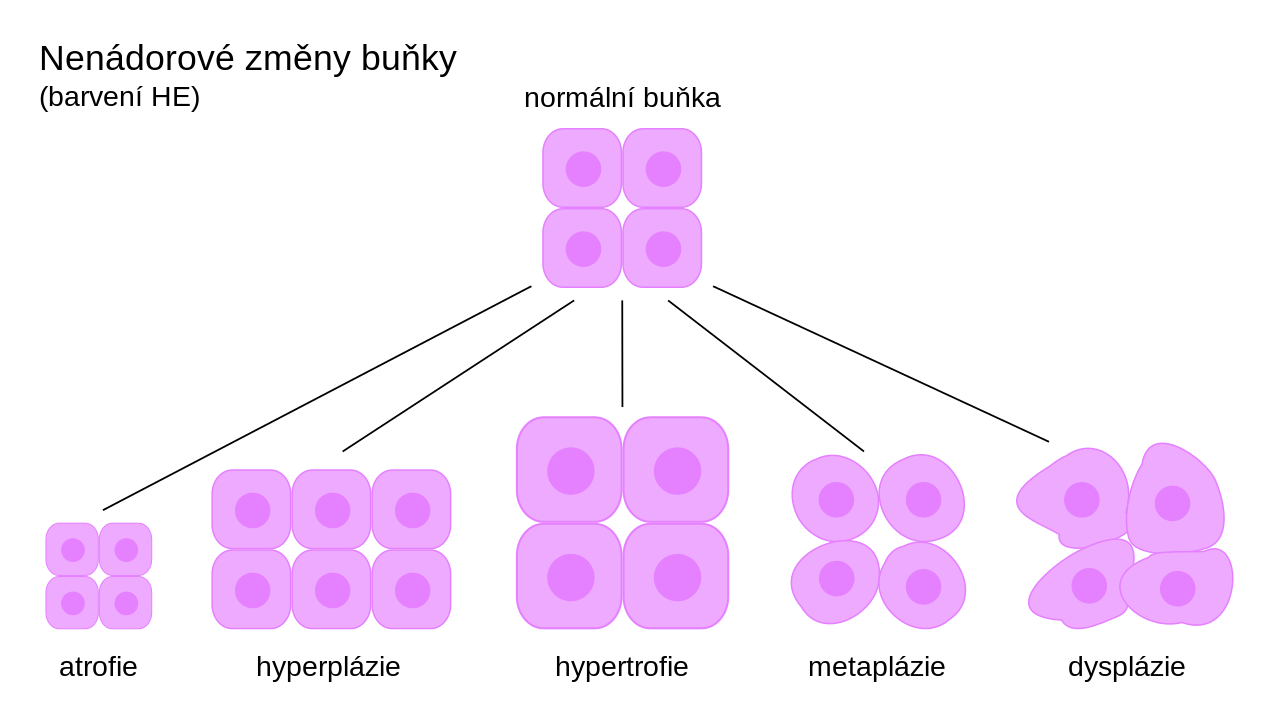 Nenádorové změny buňky
(barvení HE)
normální buňka
atrofie
hyperplázie
hypertrofie
metaplázie
dysplázie